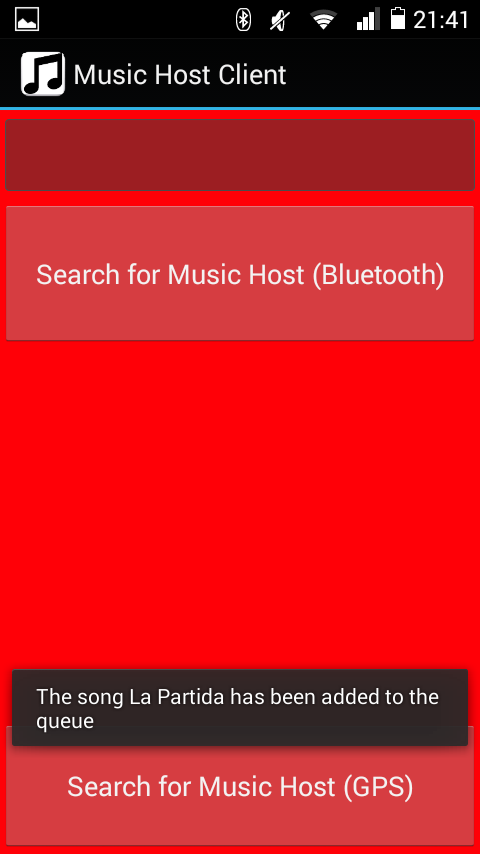 21:41
Music Host Client
Search for Music Host (Bluetooth)
The song La Partida has been added to the
queue
Search for Music Host (GPS)